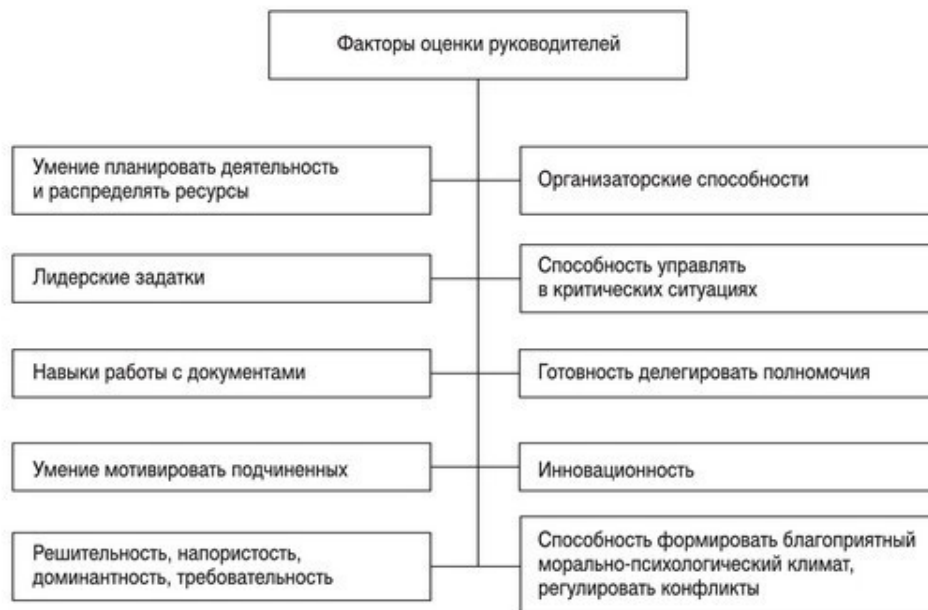 Факторы оценки руководителей
Умение планировать деятельность
и распределять ресурсы
Организаторские способности
Лидерские задатки
Способность управлять
в критических ситуациях
Навыки работы с документами
Готовность делегировать полномочия
Умение мотивировать подчиненных
Инновационность
Решительность, напористость,
доминантность, требовательность
Способность формировать благоприятный
морально-психологический климат,
регулировать конфликты